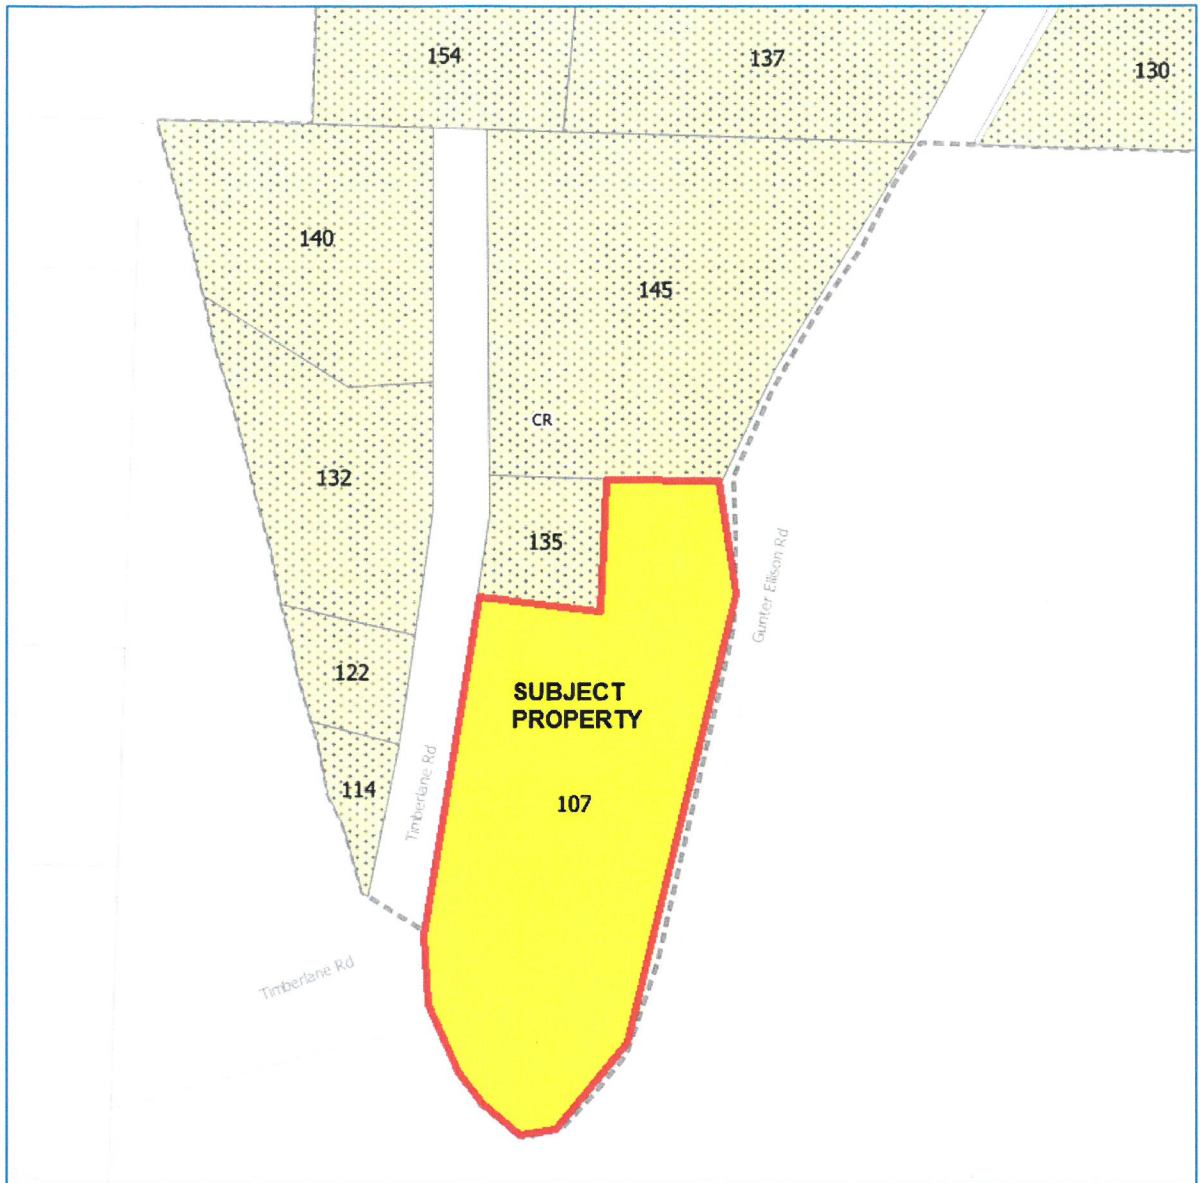 154
137
130
140
145
CR
132
135
Gunter Ellison Rd
122
SUBJECT
PROPERTY
114
Timberlane Rd
107
Timberlane Rd